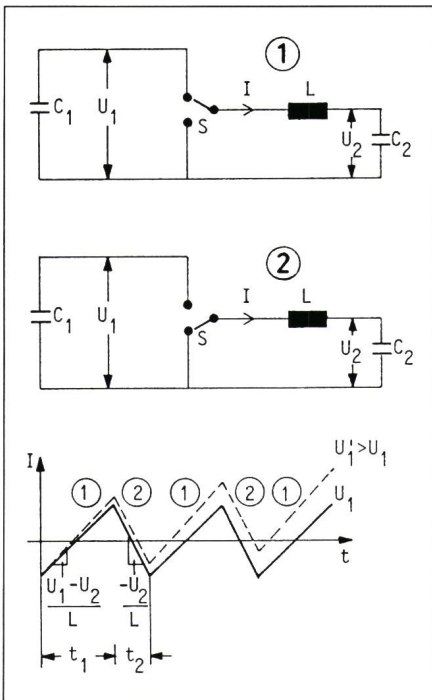 ①
I L
C₁ U₁ S U₂ C₂
②
I L
C₁ U₁ S U₂ C₂
U₁'>U₁
I ① ② ① ② ① U₁
t
U₁-U₂ -U₂
L L
t₁ t₂